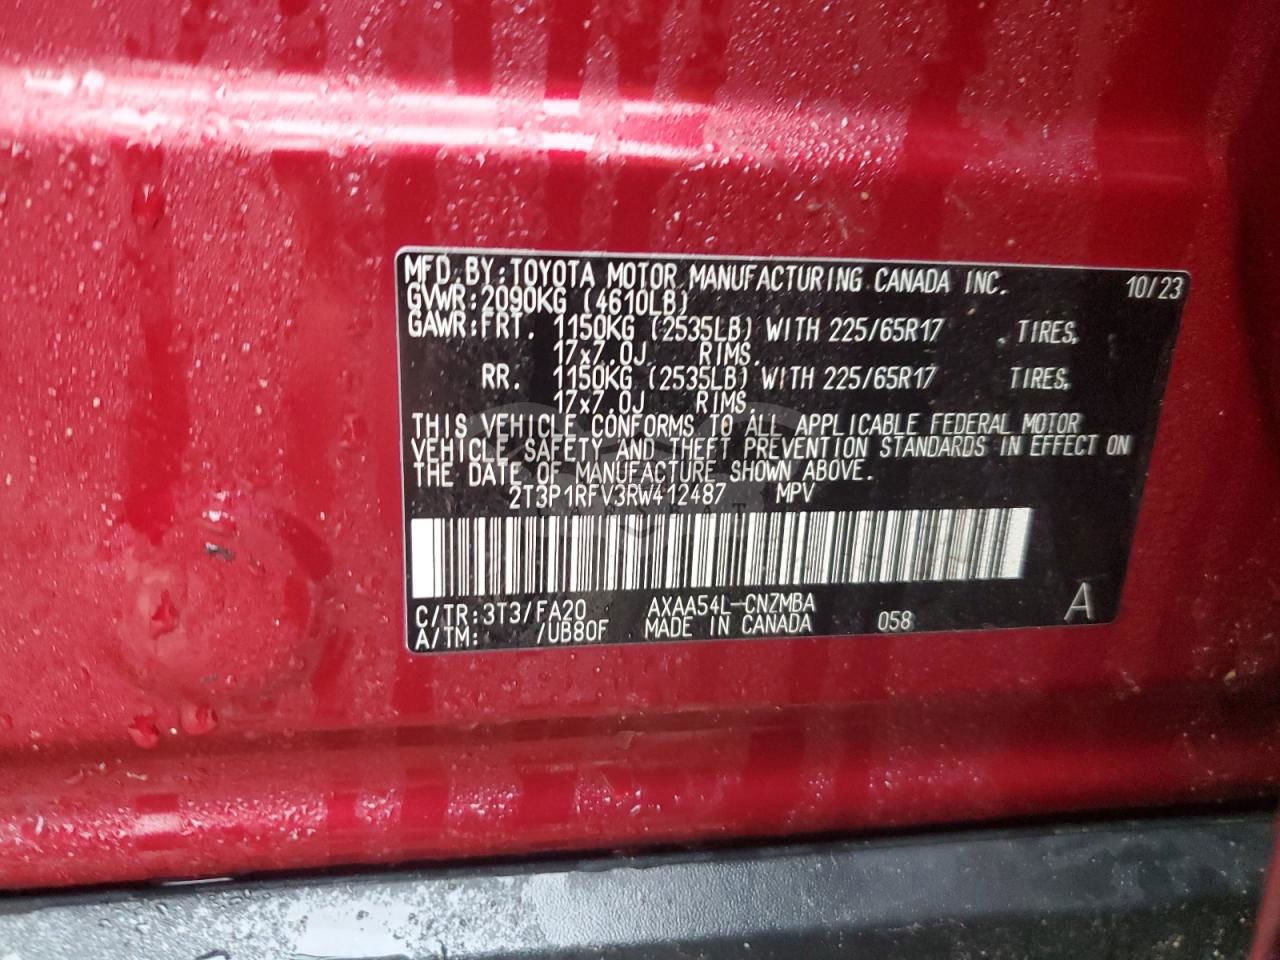 MFD. BY: TOYOTA MOTOR MANUFACTURING CANADA INC. 10/23
GVWR: 2090KG (4610LB)
GAWR: FRT. 1150KG (2535LB) WITH 225/65R17 . TIRES,
17x7.0J RIMS.
RR. 1150KG (2535LB) WITH 225/65R17 TIRES,
17x7.0J RIMS.
THIS VEHICLE CONFORMS TO ALL APPLICABLE FEDERAL MOTOR
VEHICLE SAFETY AND THEFT PREVENTION STANDARDS IN EFFECT ON
THE DATE OF MANUFACTURE SHOWN ABOVE.
2T3P1RFV3RW412487 MPV
C/TR: 3T3/FA20 AXAA54L-CNZMBA
A/TM: /UB80F MADE IN CANADA 058 A